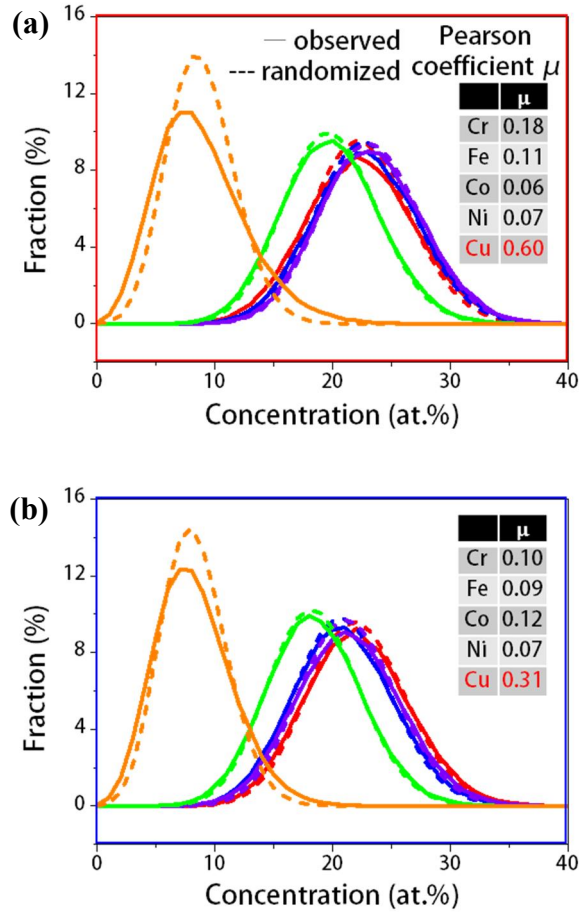 (a)
16
12
8
4
0
Fraction (%)
observed
randomized
Pearson
coefficient μ
μ
Cr 0.18
Fe 0.11
Co 0.06
Ni 0.07
Cu 0.60
0 10 20 30 40
Concentration (at.%)
(b)
16
12
8
4
0
Fraction (%)
μ
Cr 0.10
Fe 0.09
Co 0.12
Ni 0.07
Cu 0.31
0 10 20 30 40
Concentration (at.%)